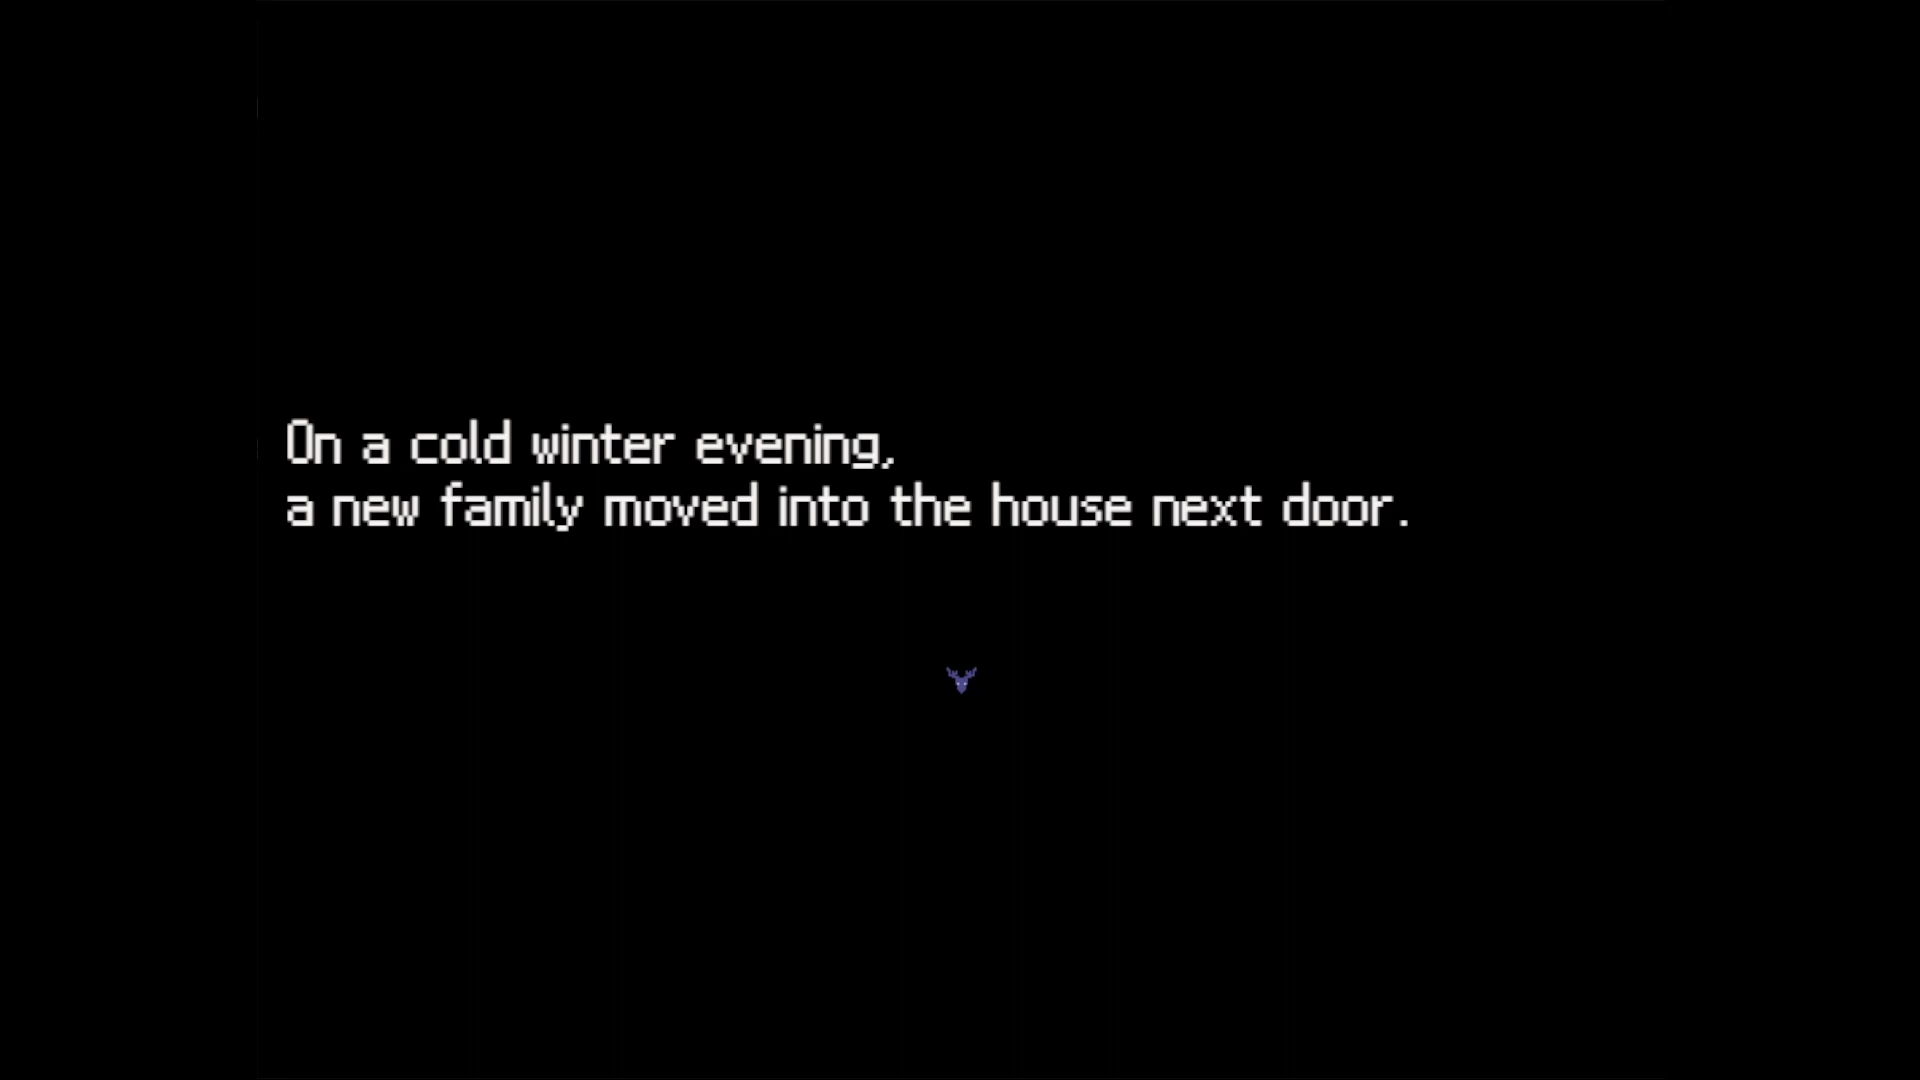 On a cold winter evening,
a new family moved into the house next door.